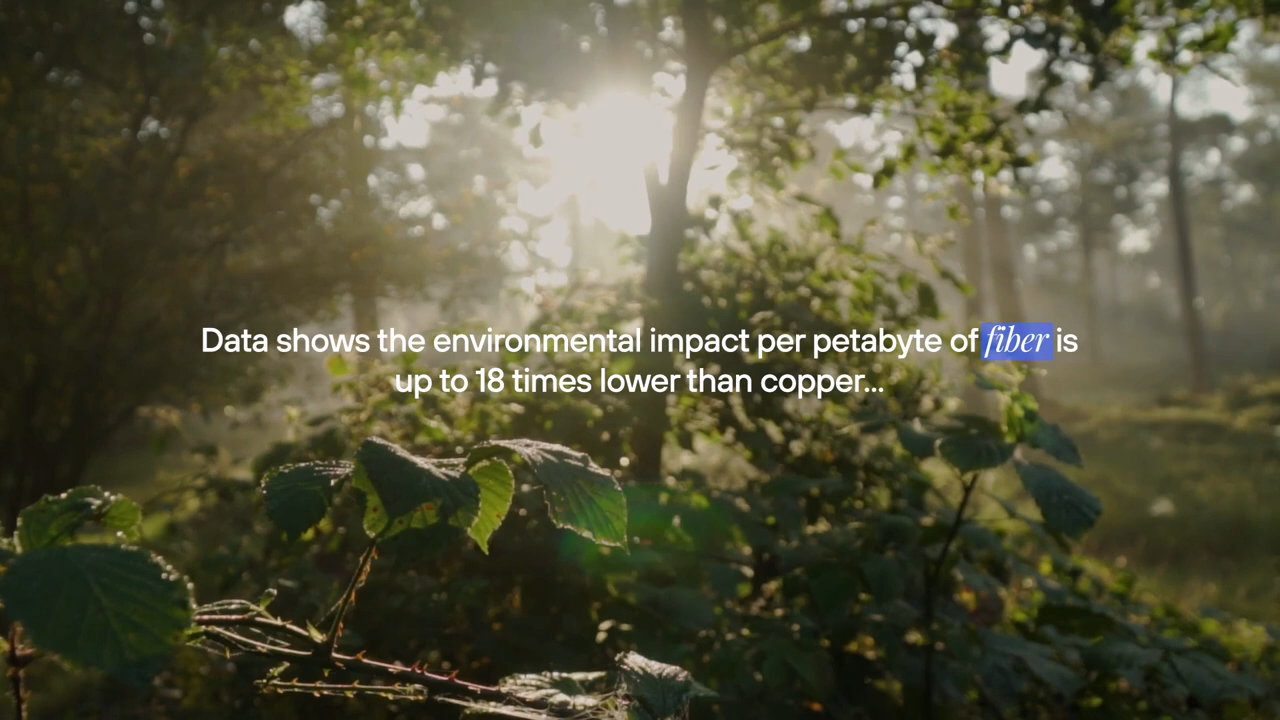 Data shows the environmental impact per petabyte of fiber is
up to 18 times lower than copper...